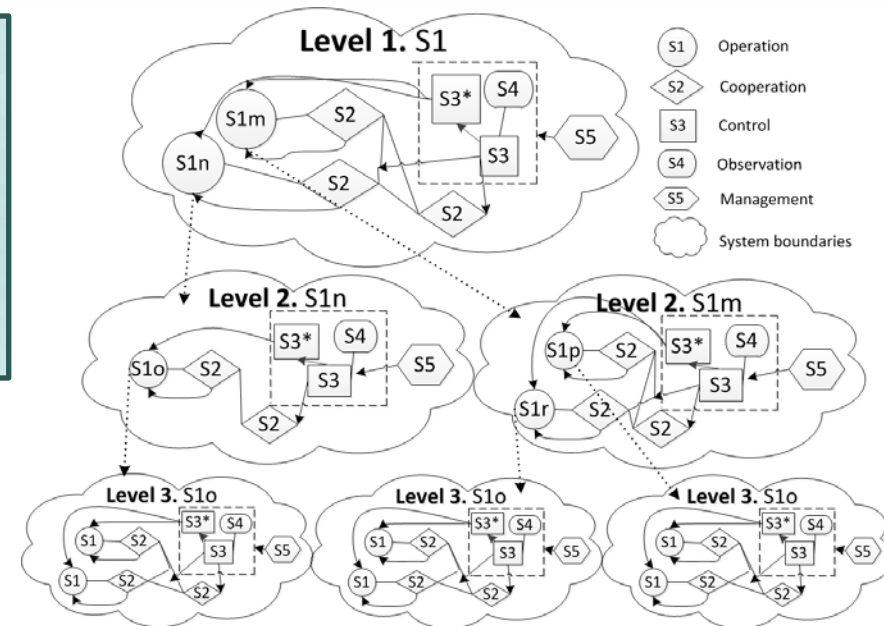 Level 1. S1
S1m
S1n
S2
S2
S2
S3*
S4
S3
S5
S1 Operation
S2 Cooperation
S3 Control
S4 Observation
S5 Management
System boundaries
Level 2. S1n
S1o
S2
S2
S3*
S4
S3
S5
Level 2. S1m
S1p
S1r
S2
S2
S2
S3*
S4
S3
S5
Level 3. S1o
S1
S1
S2
S2
S2
S3*
S4
S3
S5
Level 3. S1o
S1
S1
S2
S2
S2
S3*
S4
S3
S5
Level 3. S1o
S1
S1
S2
S2
S2
S3*
S4
S3
S5